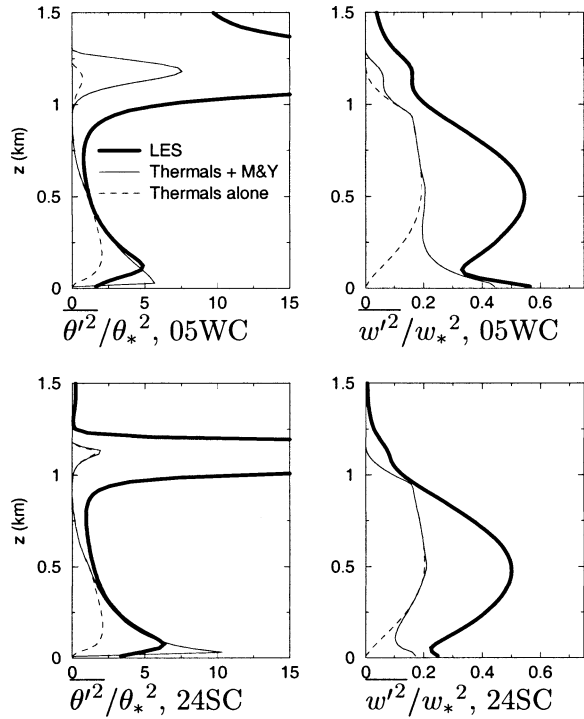 1.5
1
0.5
0
z (km)
LES
Thermals + M&Y
Thermals alone
0 5 10 15
θ′²/θ*², 05WC
1.5
1
0.5
0
0 0.2 0.4 0.6
w′²/w*², 05WC
1.5
1
0.5
0
z (km)
0 5 10 15
θ′²/θ*², 24SC
1.5
1
0.5
0
0 0.2 0.4 0.6
w′²/w*², 24SC